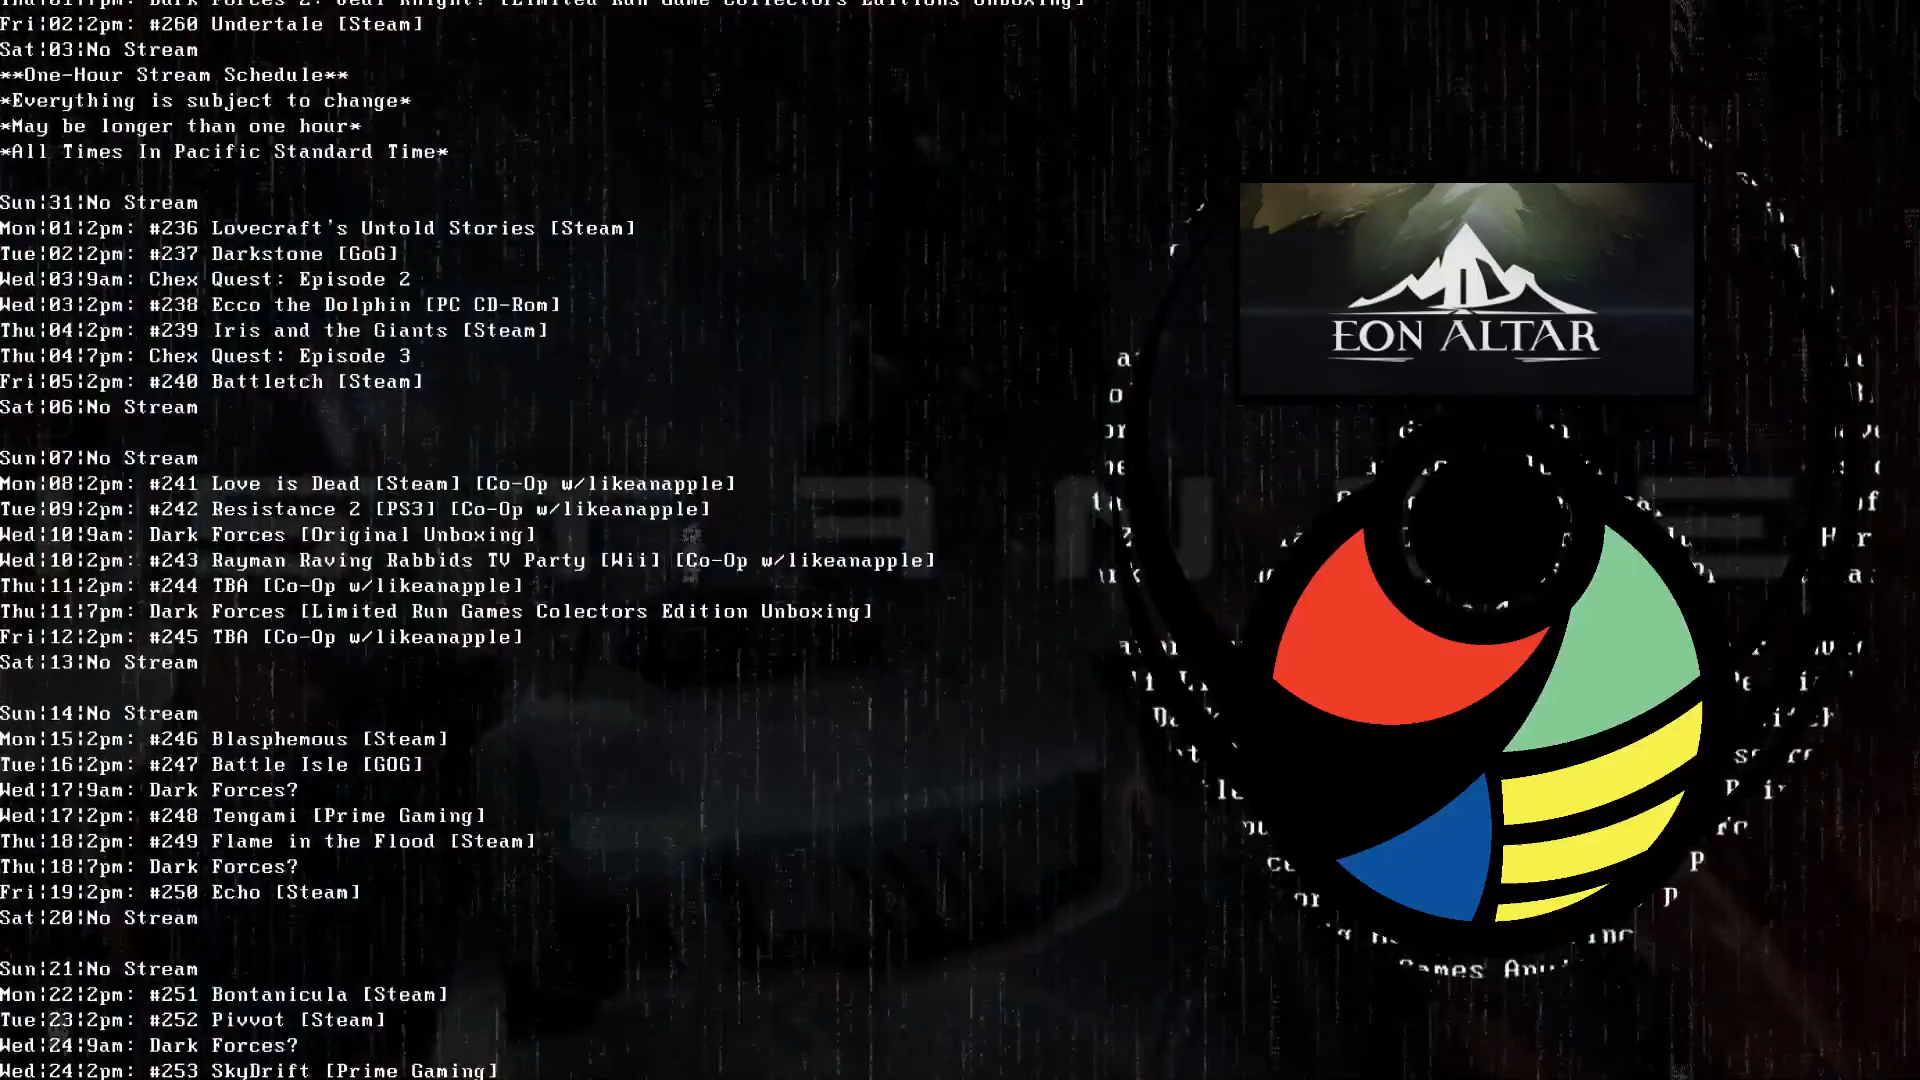 Fri¦02¦2pm: #260 Undertale [Steam]
Sat¦03¦No Stream
**One-Hour Stream Schedule**
*Everything is subject to change*
*May be longer than one hour*
*All Times In Pacific Standard Time*
Sun¦31¦No Stream
Mon¦01¦2pm: #236 Lovecraft's Untold Stories [Steam]
Tue¦02¦2pm: #237 Darkstone [GoG]
Wed¦03¦9am: Chex Quest: Episode 2
Wed¦03¦2pm: #238 Ecco the Dolphin [PC CD-Rom]
Thu¦04¦2pm: #239 Iris and the Giants [Steam]
Thu¦04¦7pm: Chex Quest: Episode 3
Fri¦05¦2pm: #240 Battletch [Steam]
Sat¦06¦No Stream
Sun¦07¦No Stream
Mon¦08¦2pm: #241 Love is Dead [Steam] [Co-Op w/likeanapple]
Tue¦09¦2pm: #242 Resistance 2 [PS3] [Co-Op w/likeanapple]
Wed¦10¦9am: Dark Forces [Original Unboxing]
Wed¦10¦2pm: #243 Rayman Raving Rabbids TV Party [Wii] [Co-Op w/likeanapple]
Thu¦11¦2pm: #244 TBA [Co-Op w/likeanapple]
Thu¦11¦7pm: Dark Forces [Limited Run Games Colectors Edition Unboxing]
Fri¦12¦2pm: #245 TBA [Co-Op w/likeanapple]
Sat¦13¦No Stream
Sun¦14¦No Stream
Mon¦15¦2pm: #246 Blasphemous [Steam]
Tue¦16¦2pm: #247 Battle Isle [GOG]
Wed¦17¦9am: Dark Forces?
Wed¦17¦2pm: #248 Tengami [Prime Gaming]
Thu¦18¦2pm: #249 Flame in the Flood [Steam]
Thu¦18¦7pm: Dark Forces?
Fri¦19¦2pm: #250 Echo [Steam]
Sat¦20¦No Stream
Sun¦21¦No Stream
Mon¦22¦2pm: #251 Bontanicula [Steam]
Tue¦23¦2pm: #252 Pivvot [Steam]
Wed¦24¦9am: Dark Forces?
Wed¦24¦2pm: #253 SkyDrift [Prime Gaming]
EON ALTAR